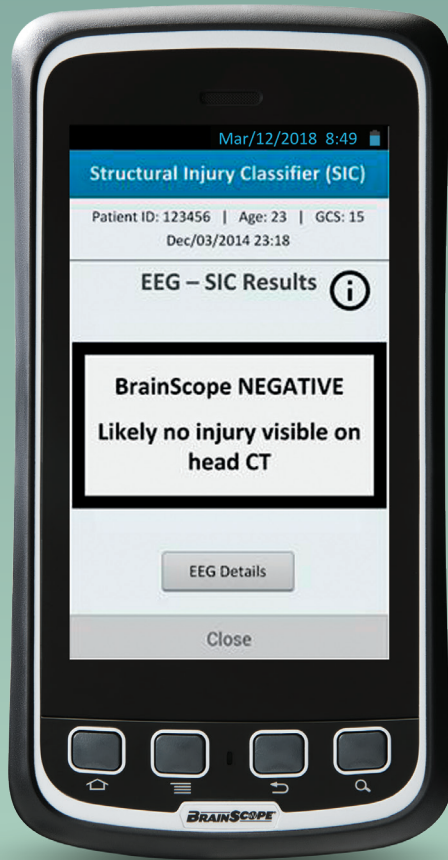 Mar/12/2018 8:49
Structural Injury Classifier (SIC)
Patient ID: 123456 | Age: 23 | GCS: 15
Dec/03/2014 23:18
EEG – SIC Results
i
BrainScope NEGATIVE
Likely no injury visible on
head CT
EEG Details
Close
BRAINSCOPE